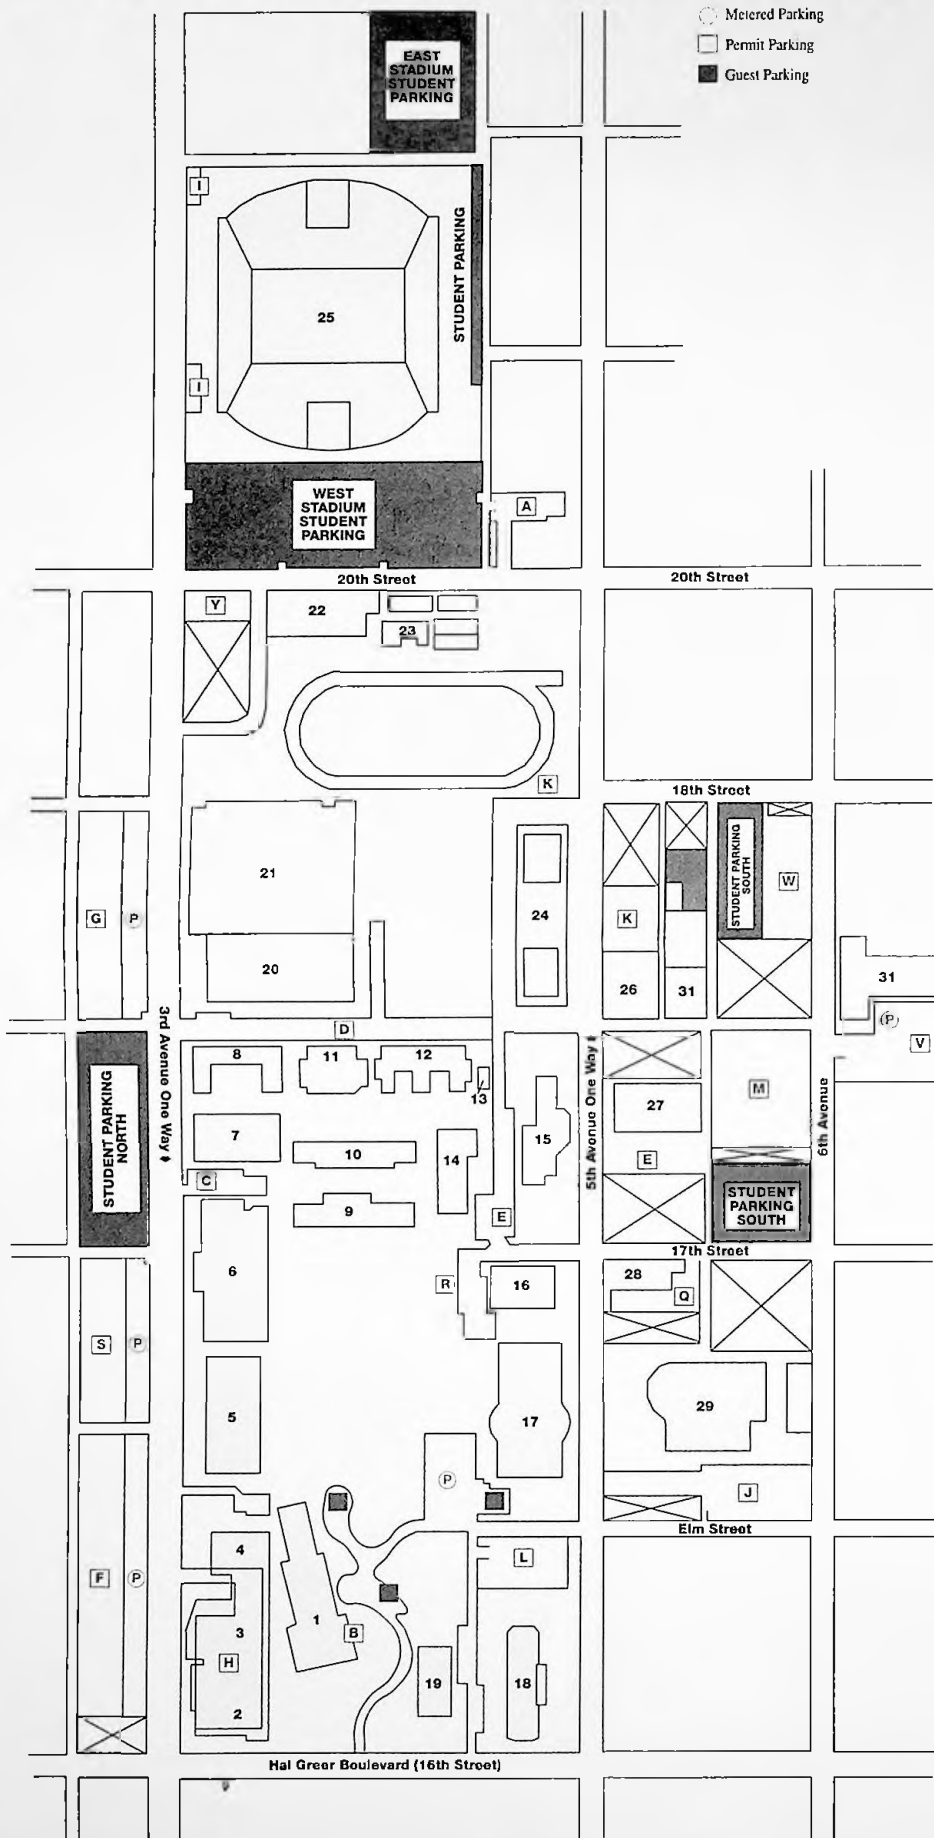 Metered Parking
Permit Parking
Guest Parking
EAST
STADIUM
STUDENT
PARKING
I
STUDENT PARKING
25
I
WEST
STADIUM
STUDENT
PARKING
A
20th Street
20th Street
Y
22
23
K
18th Street
21
G
P
20
24
K
26
31
STUDENT PARKING
SOUTH
W
31
P
V
D
3rd Avenue One Way
STUDENT PARKING
NORTH
8
11
12
13
7
10
14
15
5th Avenue One Way
27
M
6th Avenue
C
9
E
E
STUDENT
PARKING
SOUTH
17th Street
6
R
16
28
Q
S
P
5
17
29
P
J
Elm Street
4
L
F
P
1
3
B
H
19
18
2
Hal Greer Boulevard (16th Street)